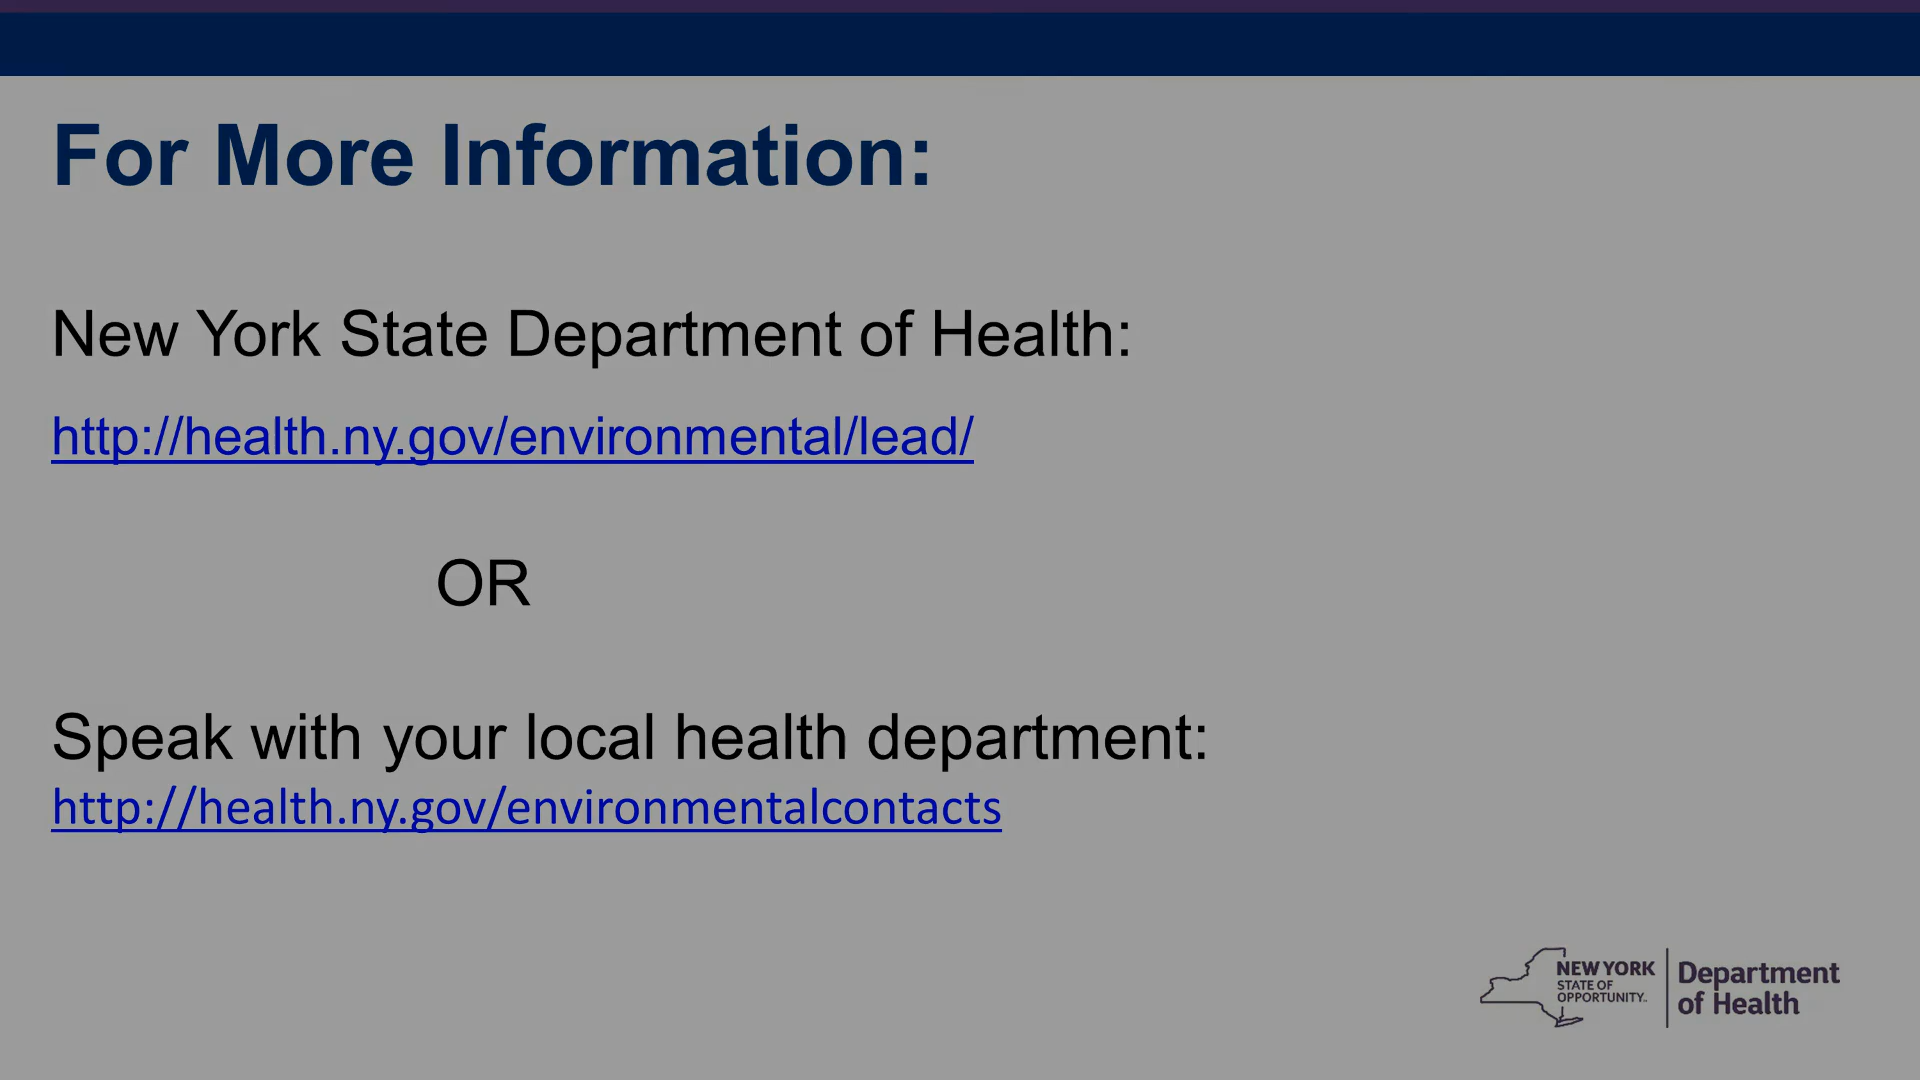 For More Information:
New York State Department of Health:
http://health.ny.gov/environmental/lead/
OR
Speak with your local health department:
http://health.ny.gov/environmentalcontacts
NEW YORK
STATE OF
OPPORTUNITY.
Department
of Health